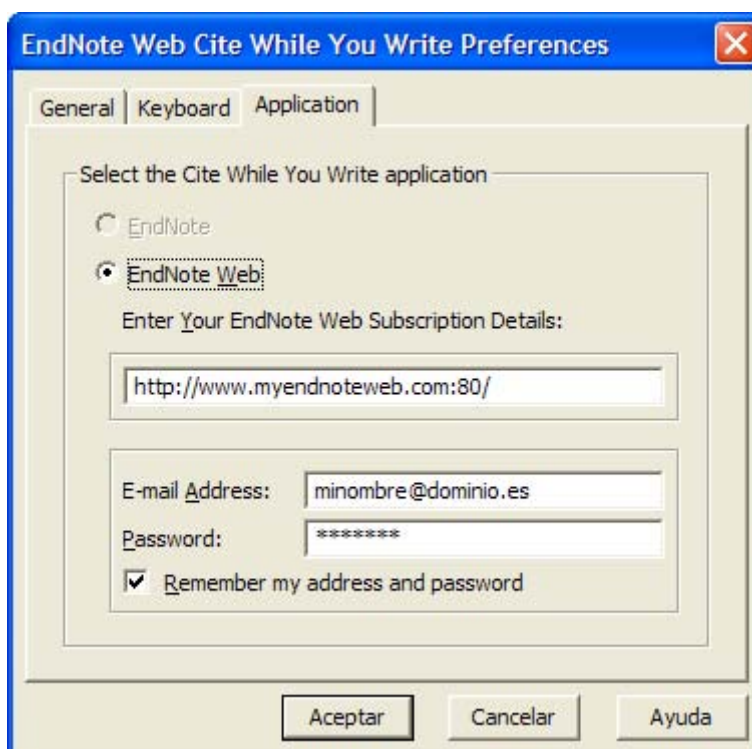 EndNote Web Cite While You Write Preferences
General Keyboard Application
Select the Cite While You Write application
EndNote
EndNote Web
Enter Your EndNote Web Subscription Details:
http://www.myendnoteweb.com:80/
E-mail Address: minombre@dominio.es
Password: *******
Remember my address and password
Aceptar Cancelar Ayuda